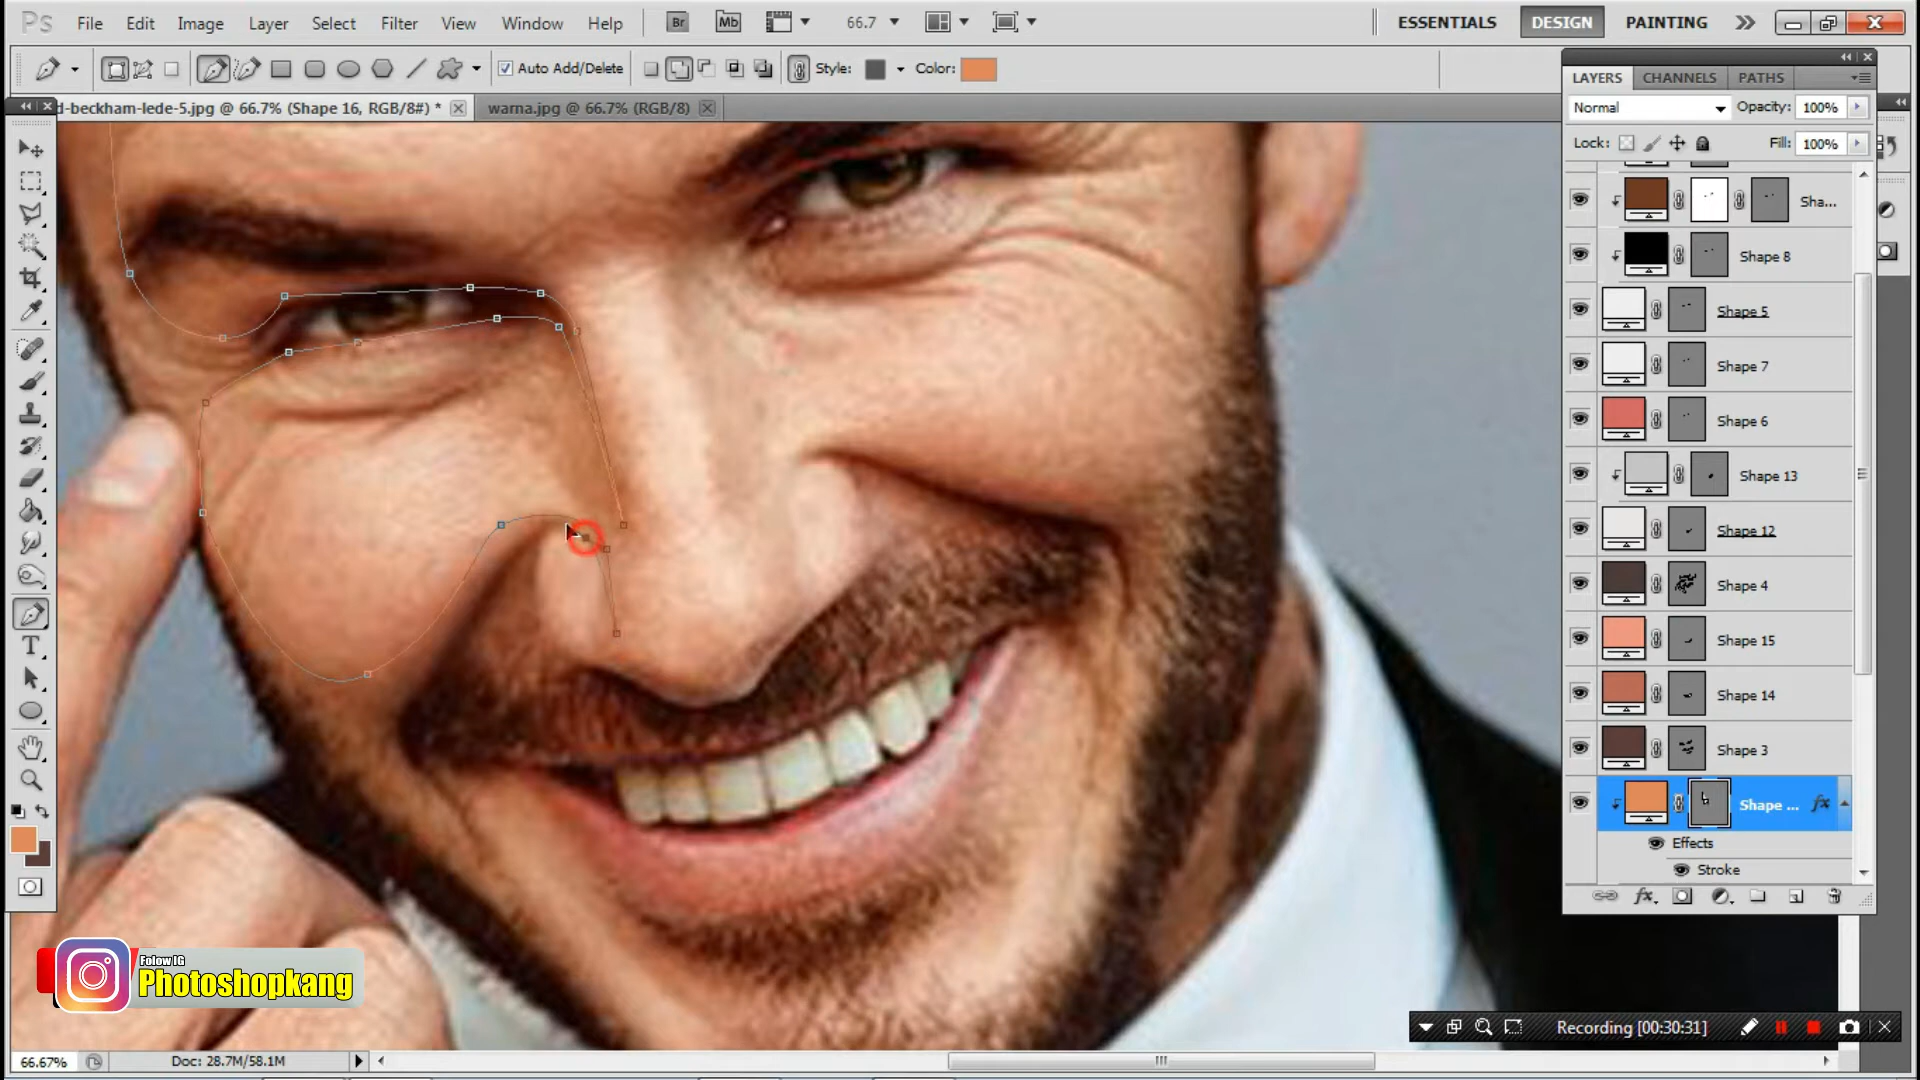 Ps File Edit Image Layer Select Filter View Window Help Br Mb 66.7 ESSENTIALS DESIGN PAINTING
Auto Add/Delete Style: Color:
d-beckham-lede-5.jpg @ 66.7% (Shape 16, RGB/8#) * warna.jpg @ 66.7% (RGB/8)
LAYERS CHANNELS PATHS
Normal Opacity: 100%
Lock: Fill: 100%
Sha...
Shape 8
Shape 5
Shape 7
Shape 6
Shape 13
Shape 12
Shape 4
Shape 15
Shape 14
Shape 3
Shape ... fx
Effects
Stroke
fx
T
Folow IG
Photoshopkang
Recording [00:30:31]
66.67% Doc: 28.7M/58.1M